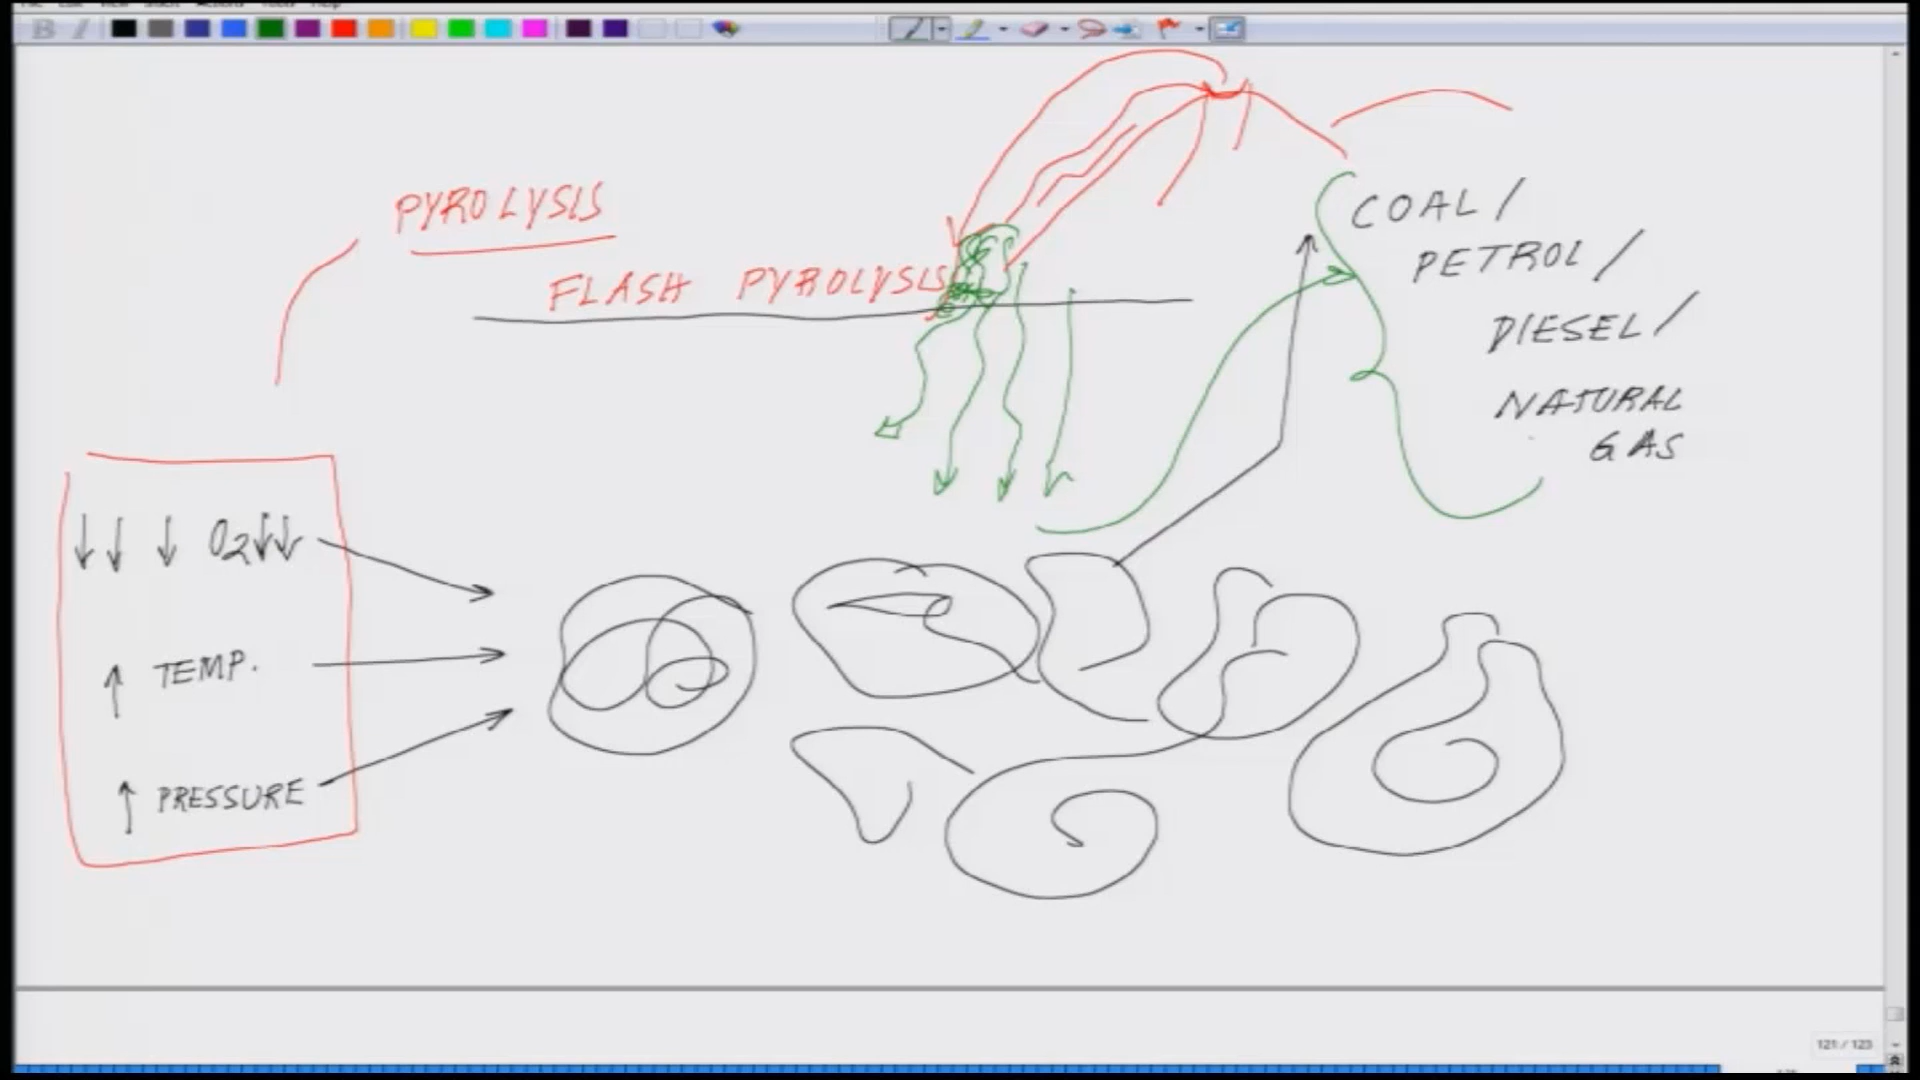 PYROLYSIS
FLASH PYROLYSIS
COAL /
PETROL /
DIESEL /
NATURAL
GAS
↓↓ ↓ O2↓↓
↑ TEMP.
↑ PRESSURE
121 / 123